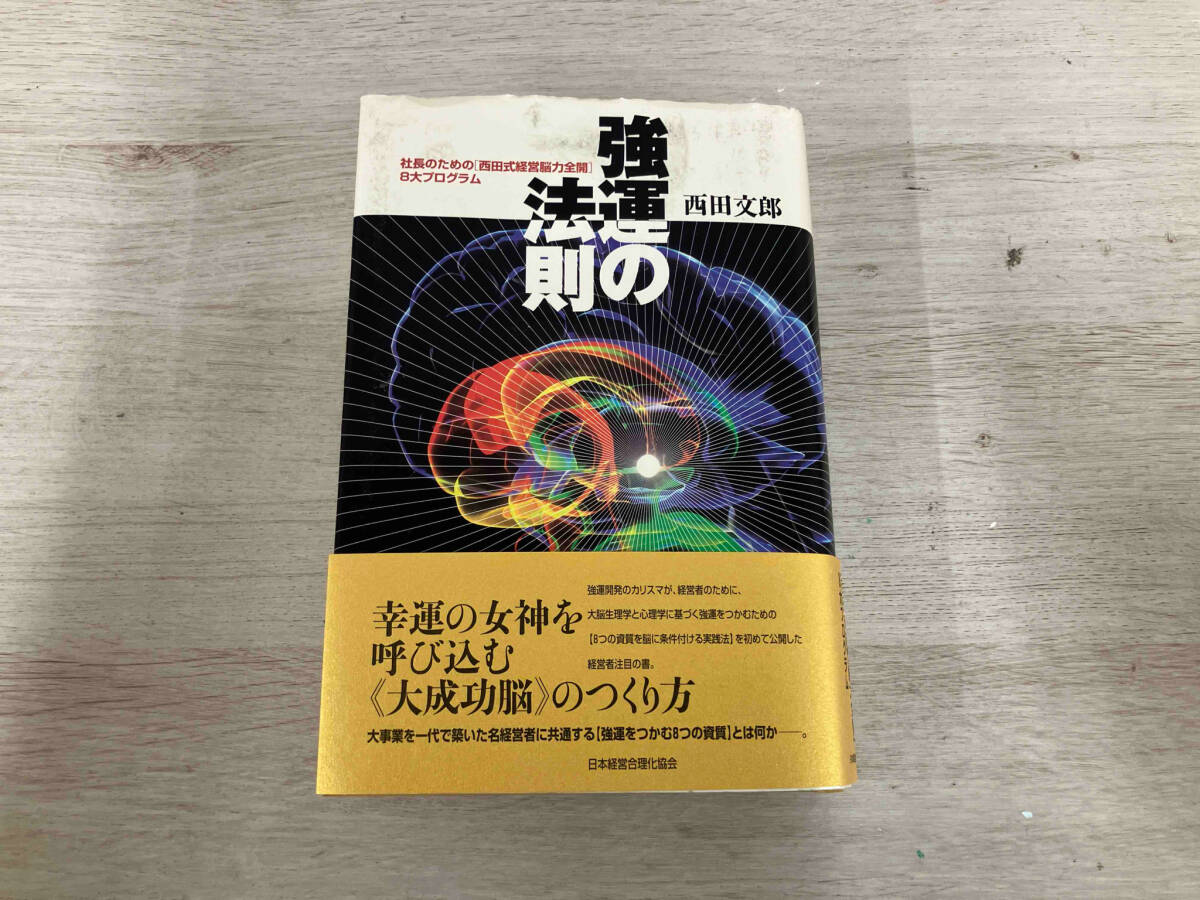 社長のための[西田式経営脳力全開]
8大プログラム
強運の
法則
西田文郎
幸運の女神を
呼び込む
《大成功脳》のつくり方
強運開発のカリスマが、経営者のために、
大脳生理学と心理学に基づく強運をつかむための
【8つの資質を脳に条件付ける実践法】を初めて公開した
経営者注目の書。
大事業を一代で築いた名経営者に共通する【強運をつかむ8つの資質】とは何か──。
日本経営合理化協会